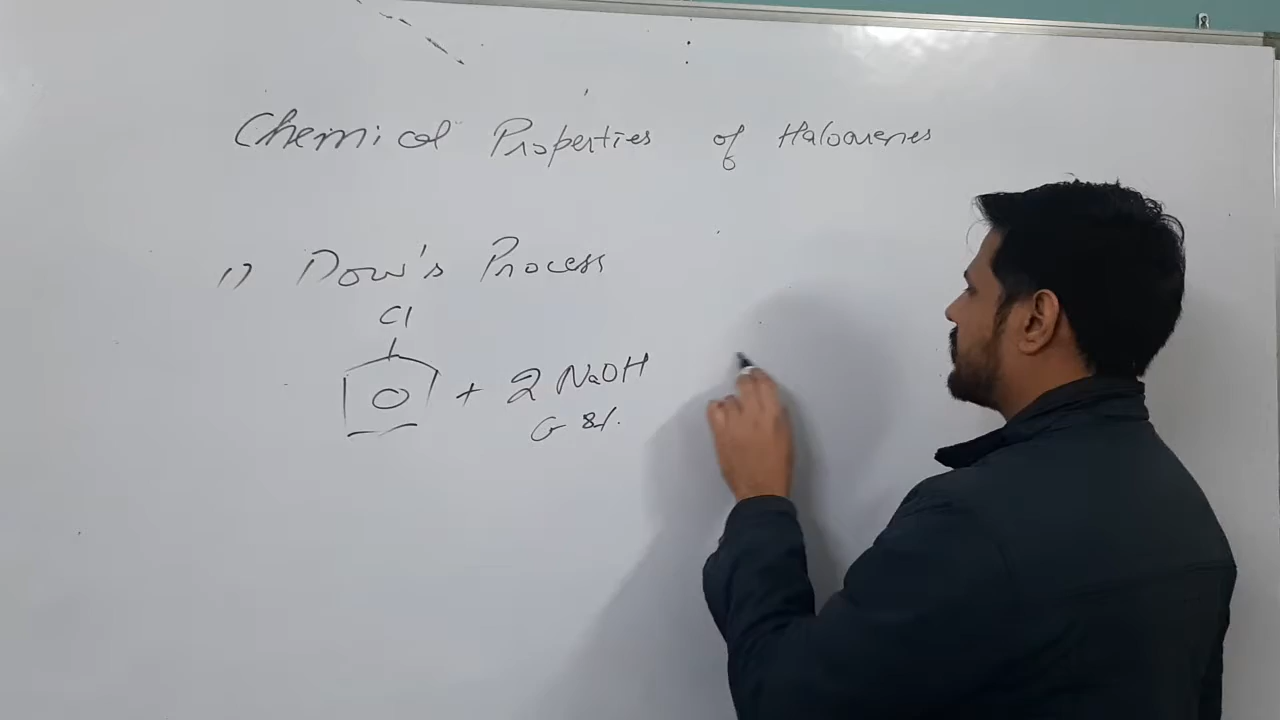 Chemical Properties of Haloarenes
1) Dow's Process
Cl
+ 2 NaOH
6-8%